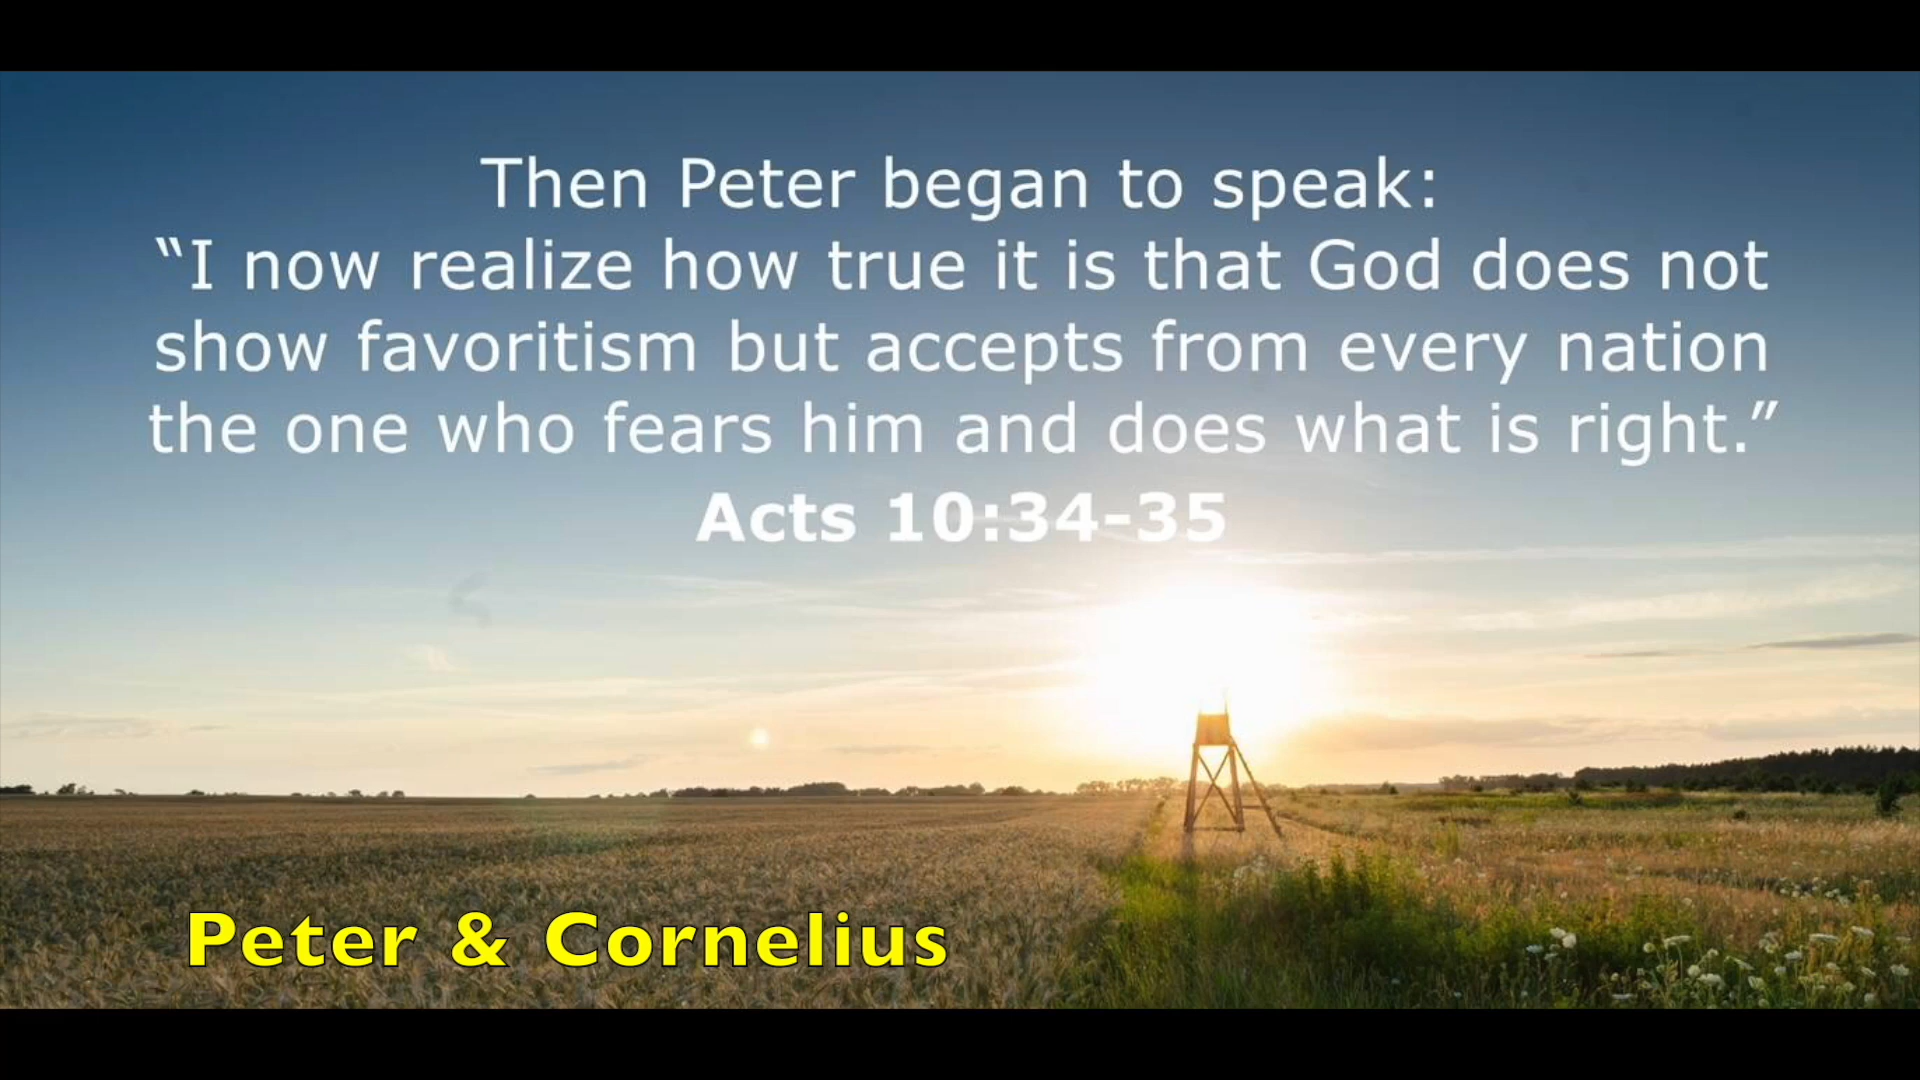 Then Peter began to speak:
“I now realize how true it is that God does not
show favoritism but accepts from every nation
the one who fears him and does what is right.”
Acts 10:34-35
Peter & Cornelius